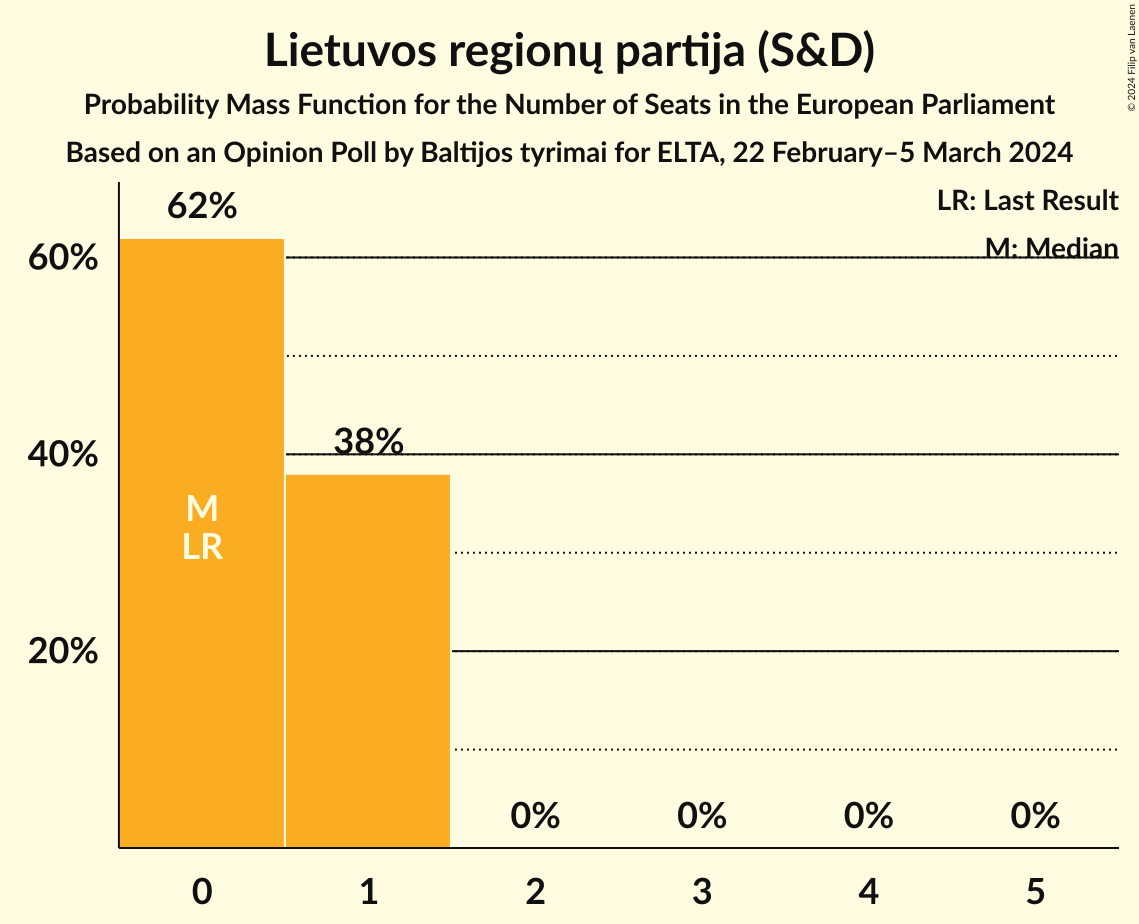 Lietuvos regionų partija (S&D)
Probability Mass Function for the Number of Seats in the European Parliament
Based on an Opinion Poll by Baltijos tyrimai for ELTA, 22 February–5 March 2024
© 2024 Filip van Laenen
LR: Last Result
M: Median
62%
60%
38%
40%
M
LR
20%
0% 0% 0% 0%
0 1 2 3 4 5